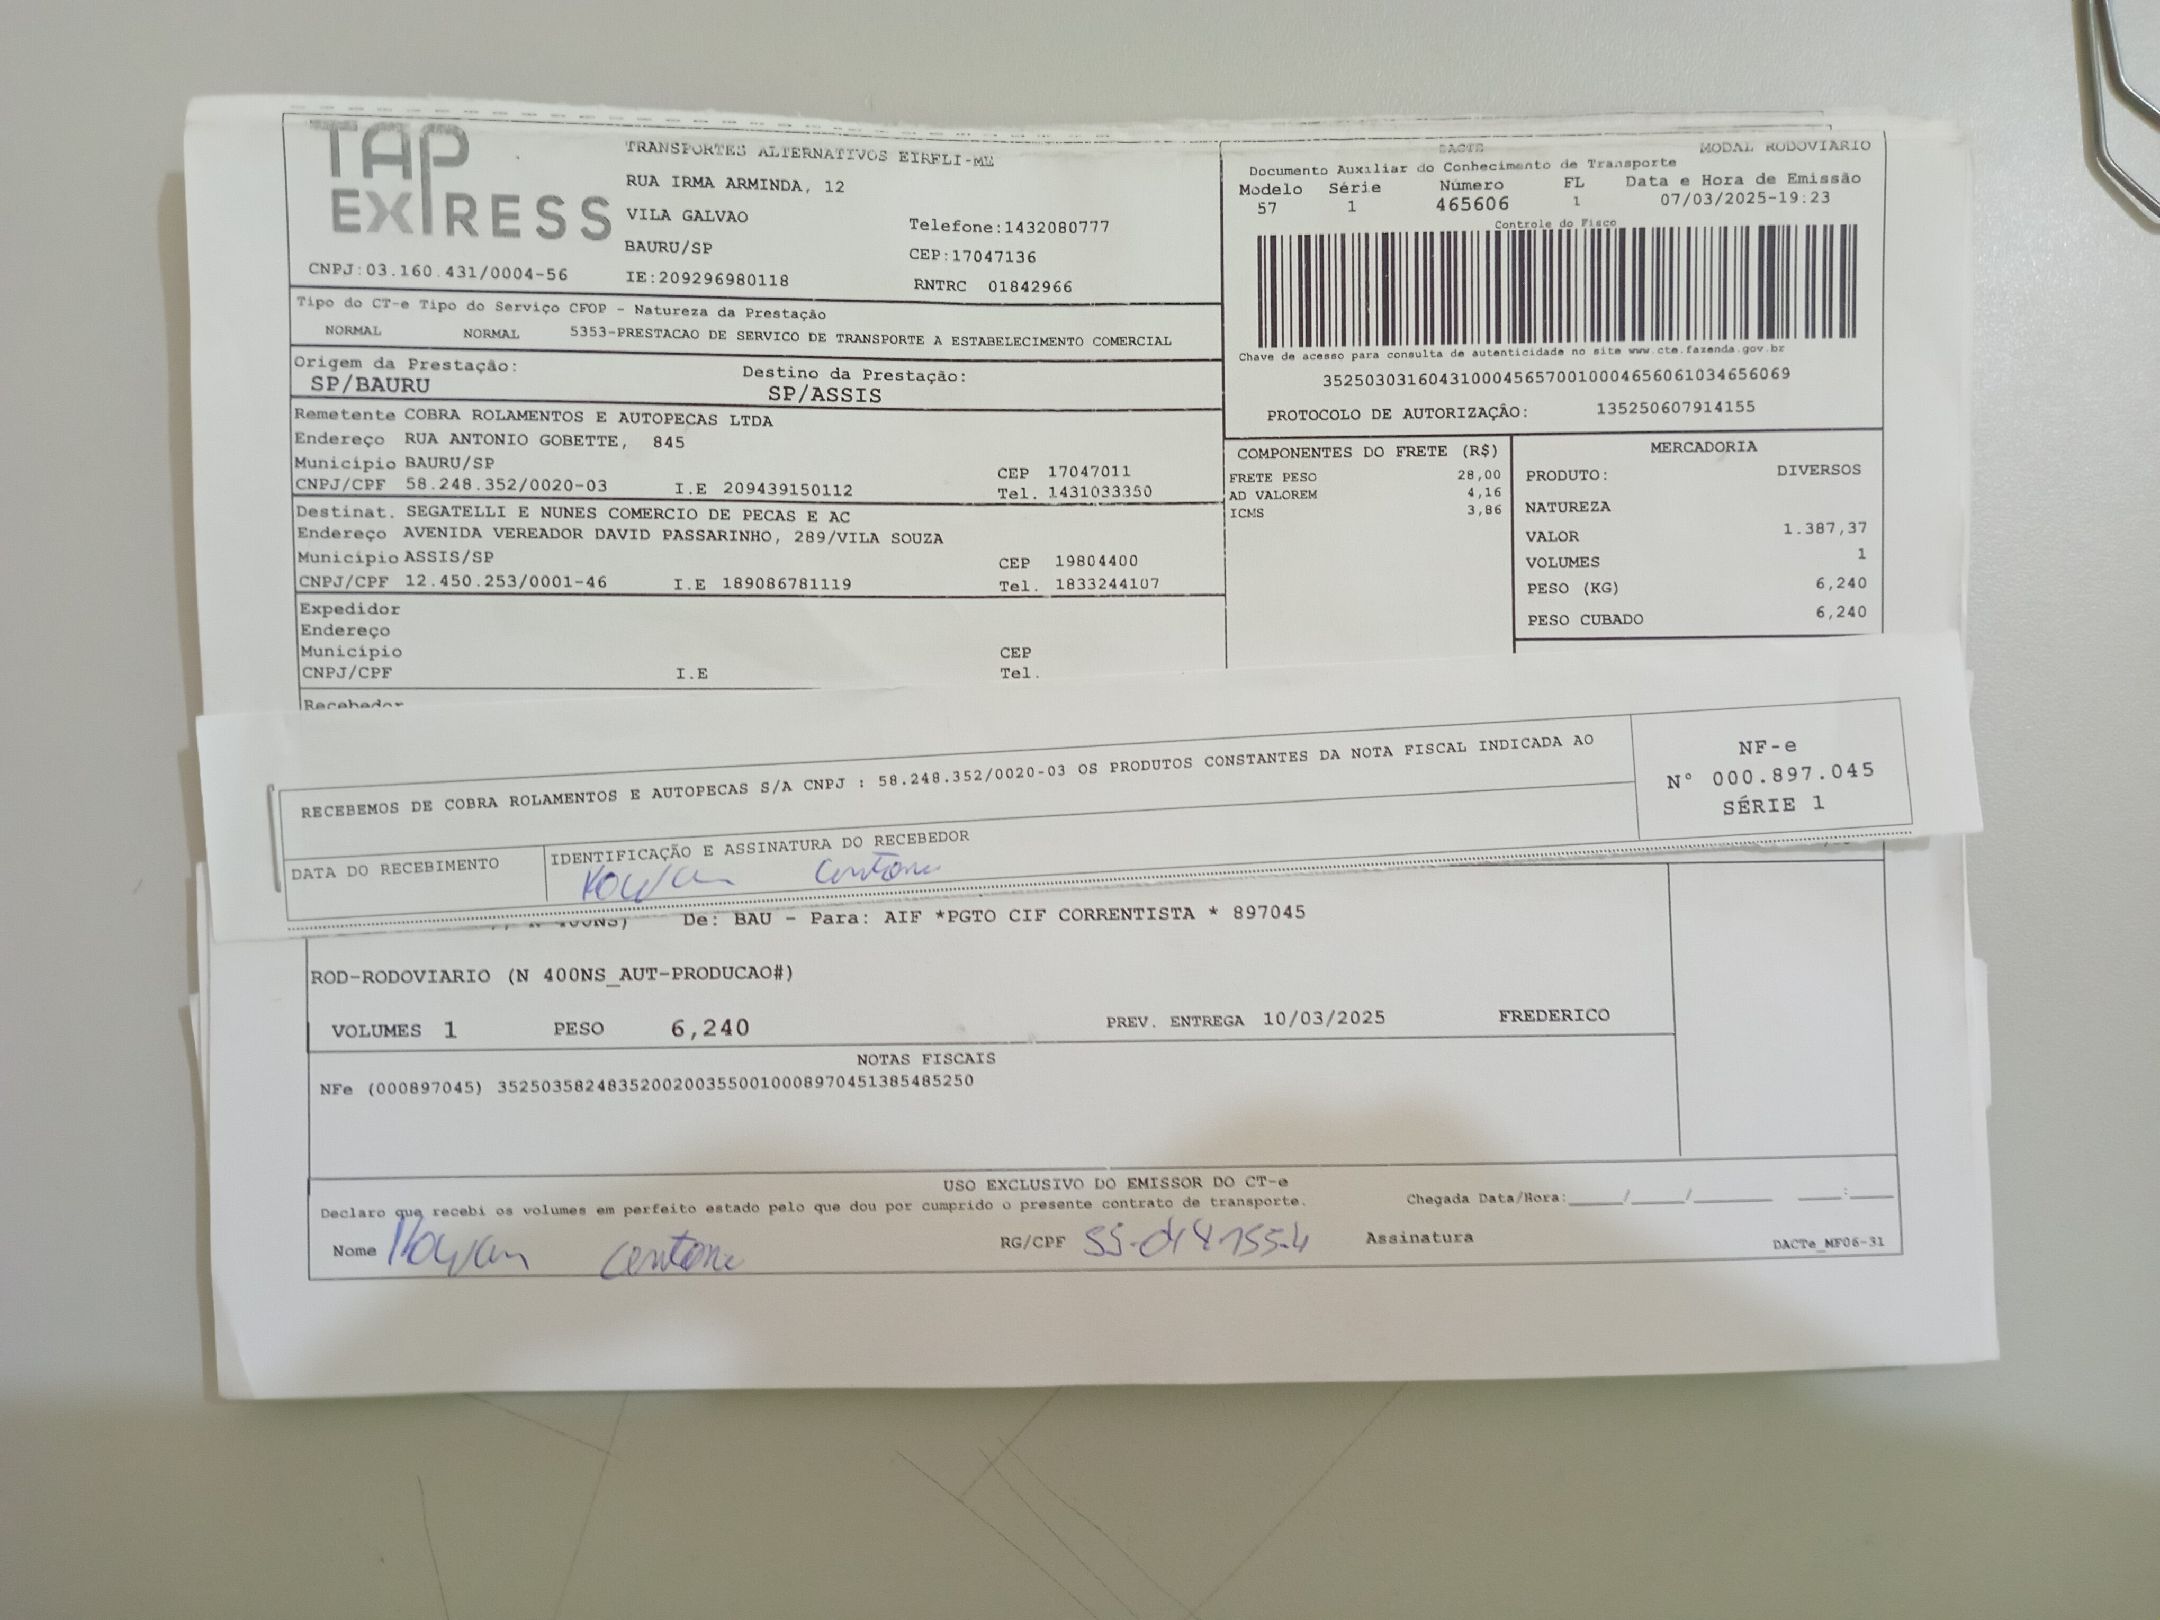 TAP EXPRESS
TRANSPORTES ALTERNATIVOS EIRELI-ME
RUA IRMA ARMINDA, 12
VILA GALVAO Telefone:1432080777
BAURU/SP CEP:17047136
CNPJ:03.160.431/0004-56 IE:209296980118 RNTRC 01842966
DACTE MODAL RODOVIARIO
Documento Auxiliar do Conhecimento de Transporte
Modelo Série Número FL Data e Hora de Emissão
57 1 465606 1 07/03/2025-19:23
Controle do Fisco
Chave de acesso para consulta de autenticidade no site www.cte.fazenda.gov.br
35250303160431000456570010004656061034656069
PROTOCOLO DE AUTORIZAÇÃO: 135250607914155
Tipo do CT-e Tipo do Serviço CFOP - Natureza da Prestação
NORMAL NORMAL 5353-PRESTACAO DE SERVICO DE TRANSPORTE A ESTABELECIMENTO COMERCIAL
Origem da Prestação: Destino da Prestação:
SP/BAURU SP/ASSIS
Remetente COBRA ROLAMENTOS E AUTOPECAS LTDA
Endereço RUA ANTONIO GOBETTE, 845
Município BAURU/SP CEP 17047011
CNPJ/CPF 58.248.352/0020-03 I.E 209439150112 Tel. 1431033350
Destinat. SEGATELLI E NUNES COMERCIO DE PECAS E AC
Endereço AVENIDA VEREADOR DAVID PASSARINHO, 289/VILA SOUZA
Município ASSIS/SP CEP 19804400
CNPJ/CPF 12.450.253/0001-46 I.E 189086781119 Tel. 1833244107
Expedidor
Endereço
Município CEP
CNPJ/CPF I.E Tel.
Recebedor
COMPONENTES DO FRETE (R$)
FRETE PESO 28,00
AD VALOREM 4,16
ICMS 3,86
MERCADORIA
PRODUTO: DIVERSOS
NATUREZA
VALOR 1.387,37
VOLUMES 1
PESO (KG) 6,240
PESO CUBADO 6,240
RECEBEMOS DE COBRA ROLAMENTOS E AUTOPECAS S/A CNPJ : 58.248.352/0020-03 OS PRODUTOS CONSTANTES DA NOTA FISCAL INDICADA AO
NF-e
N° 000.897.045
SÉRIE 1
DATA DO RECEBIMENTO IDENTIFICAÇÃO E ASSINATURA DO RECEBEDOR
De: BAU - Para: AIF *PGTO CIF CORRENTISTA * 897045
ROD-RODOVIARIO (N 400NS_AUT-PRODUCAO#)
VOLUMES 1 PESO 6,240 PREV. ENTREGA 10/03/2025 FREDERICO
NOTAS FISCAIS
NFe (000897045) 35250358248352002003550010008970451385485250
USO EXCLUSIVO DO EMISSOR DO CT-e
Declaro que recebi os volumes em perfeito estado pelo que dou por cumprido o presente contrato de transporte. Chegada Data/Hora:_____/_____/_______ ____:____
Nome RG/CPF Assinatura DACTe_MF06-31